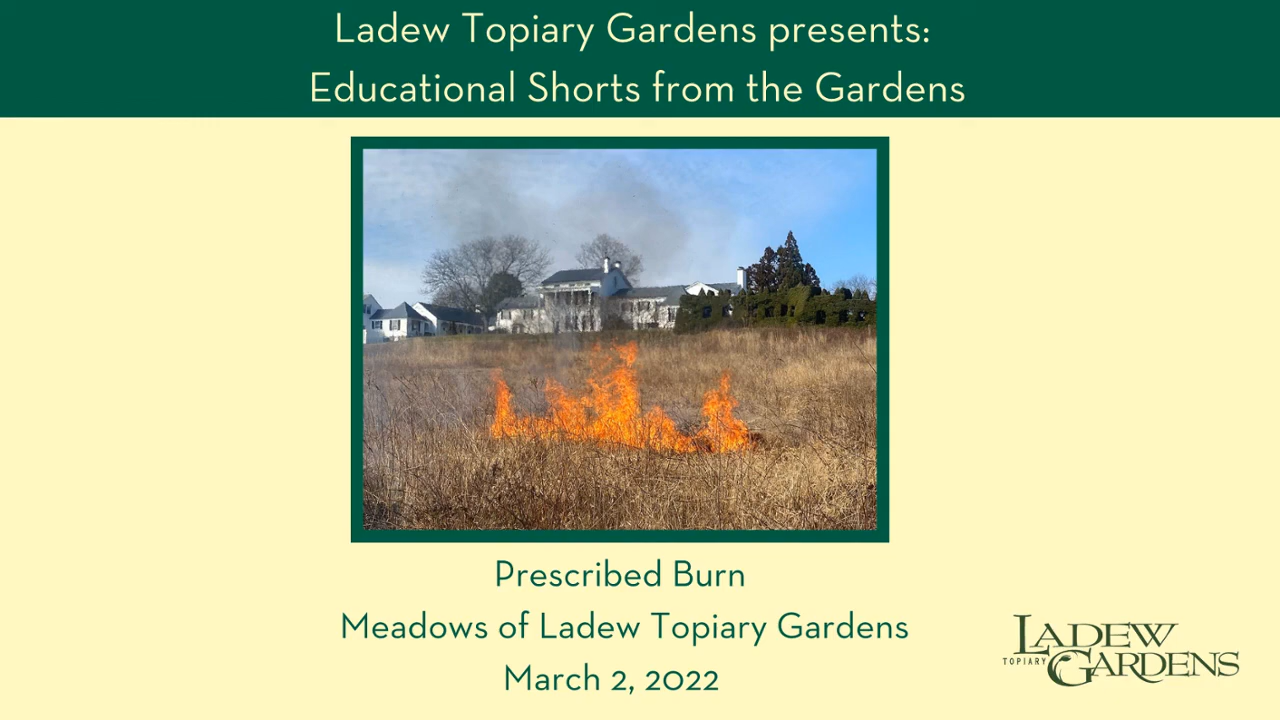 Ladew Topiary Gardens presents:
Educational Shorts from the Gardens
Prescribed Burn
Meadows of Ladew Topiary Gardens
March 2, 2022
LADEW
TOPIARY GARDENS